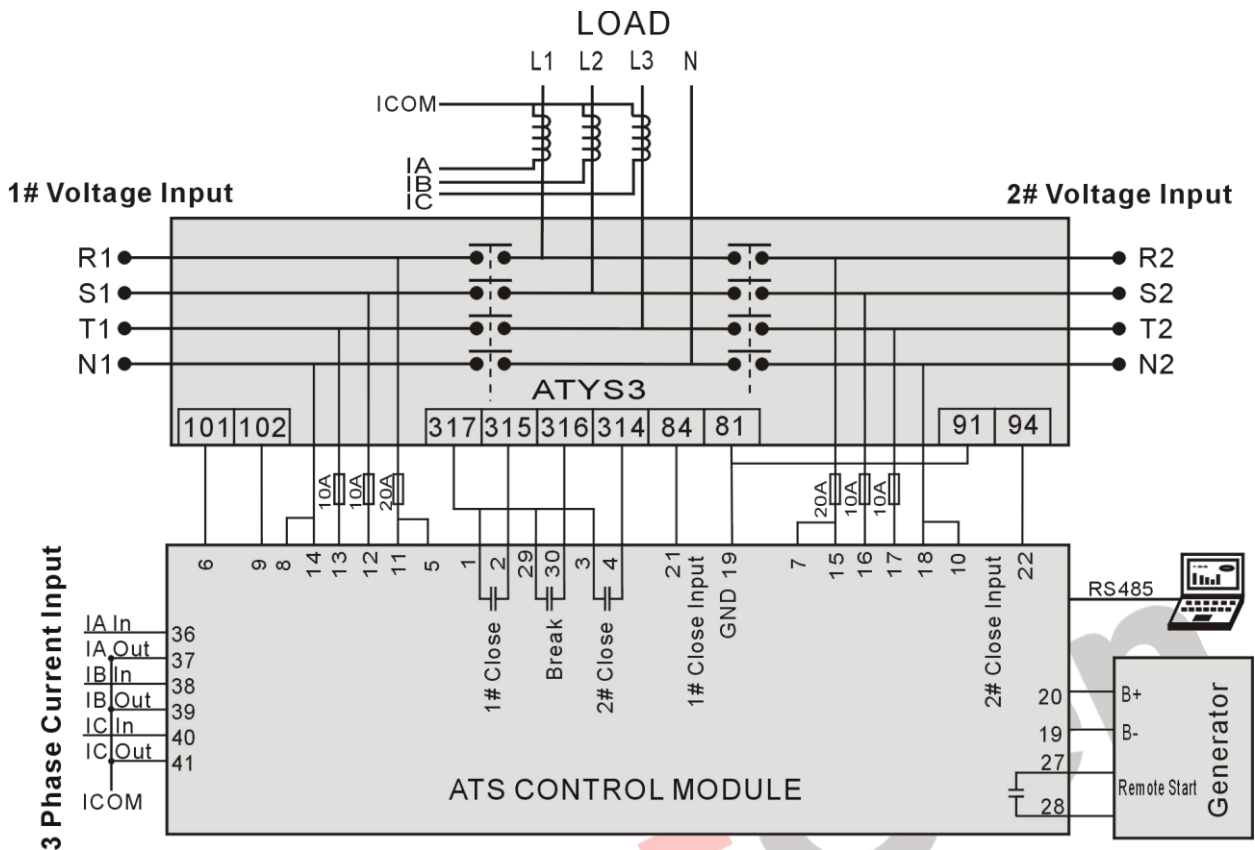 LOAD
L1 L2 L3 N
ICOM
IA
IB
IC
1# Voltage Input
2# Voltage Input
R1
S1
T1
N1
R2
S2
T2
N2
ATYS3
101 102
317 315 316 314 84 81
91 94
10A 10A 20A
20A 10A 10A
6 9 8 14 13 12 11 5 1 2 29 30 3 4 21 19 7 15 16 17 18 10 22
1# Close
Break
2# Close
1# Close Input
GND
2# Close Input
RS485
3 Phase Current Input
IA In 36
IA Out 37
IB In 38
IB Out 39
IC In 40
IC Out 41
ICOM
ATS CONTROL MODULE
20 B+
19 B-
27
Remote Start
28
Generator